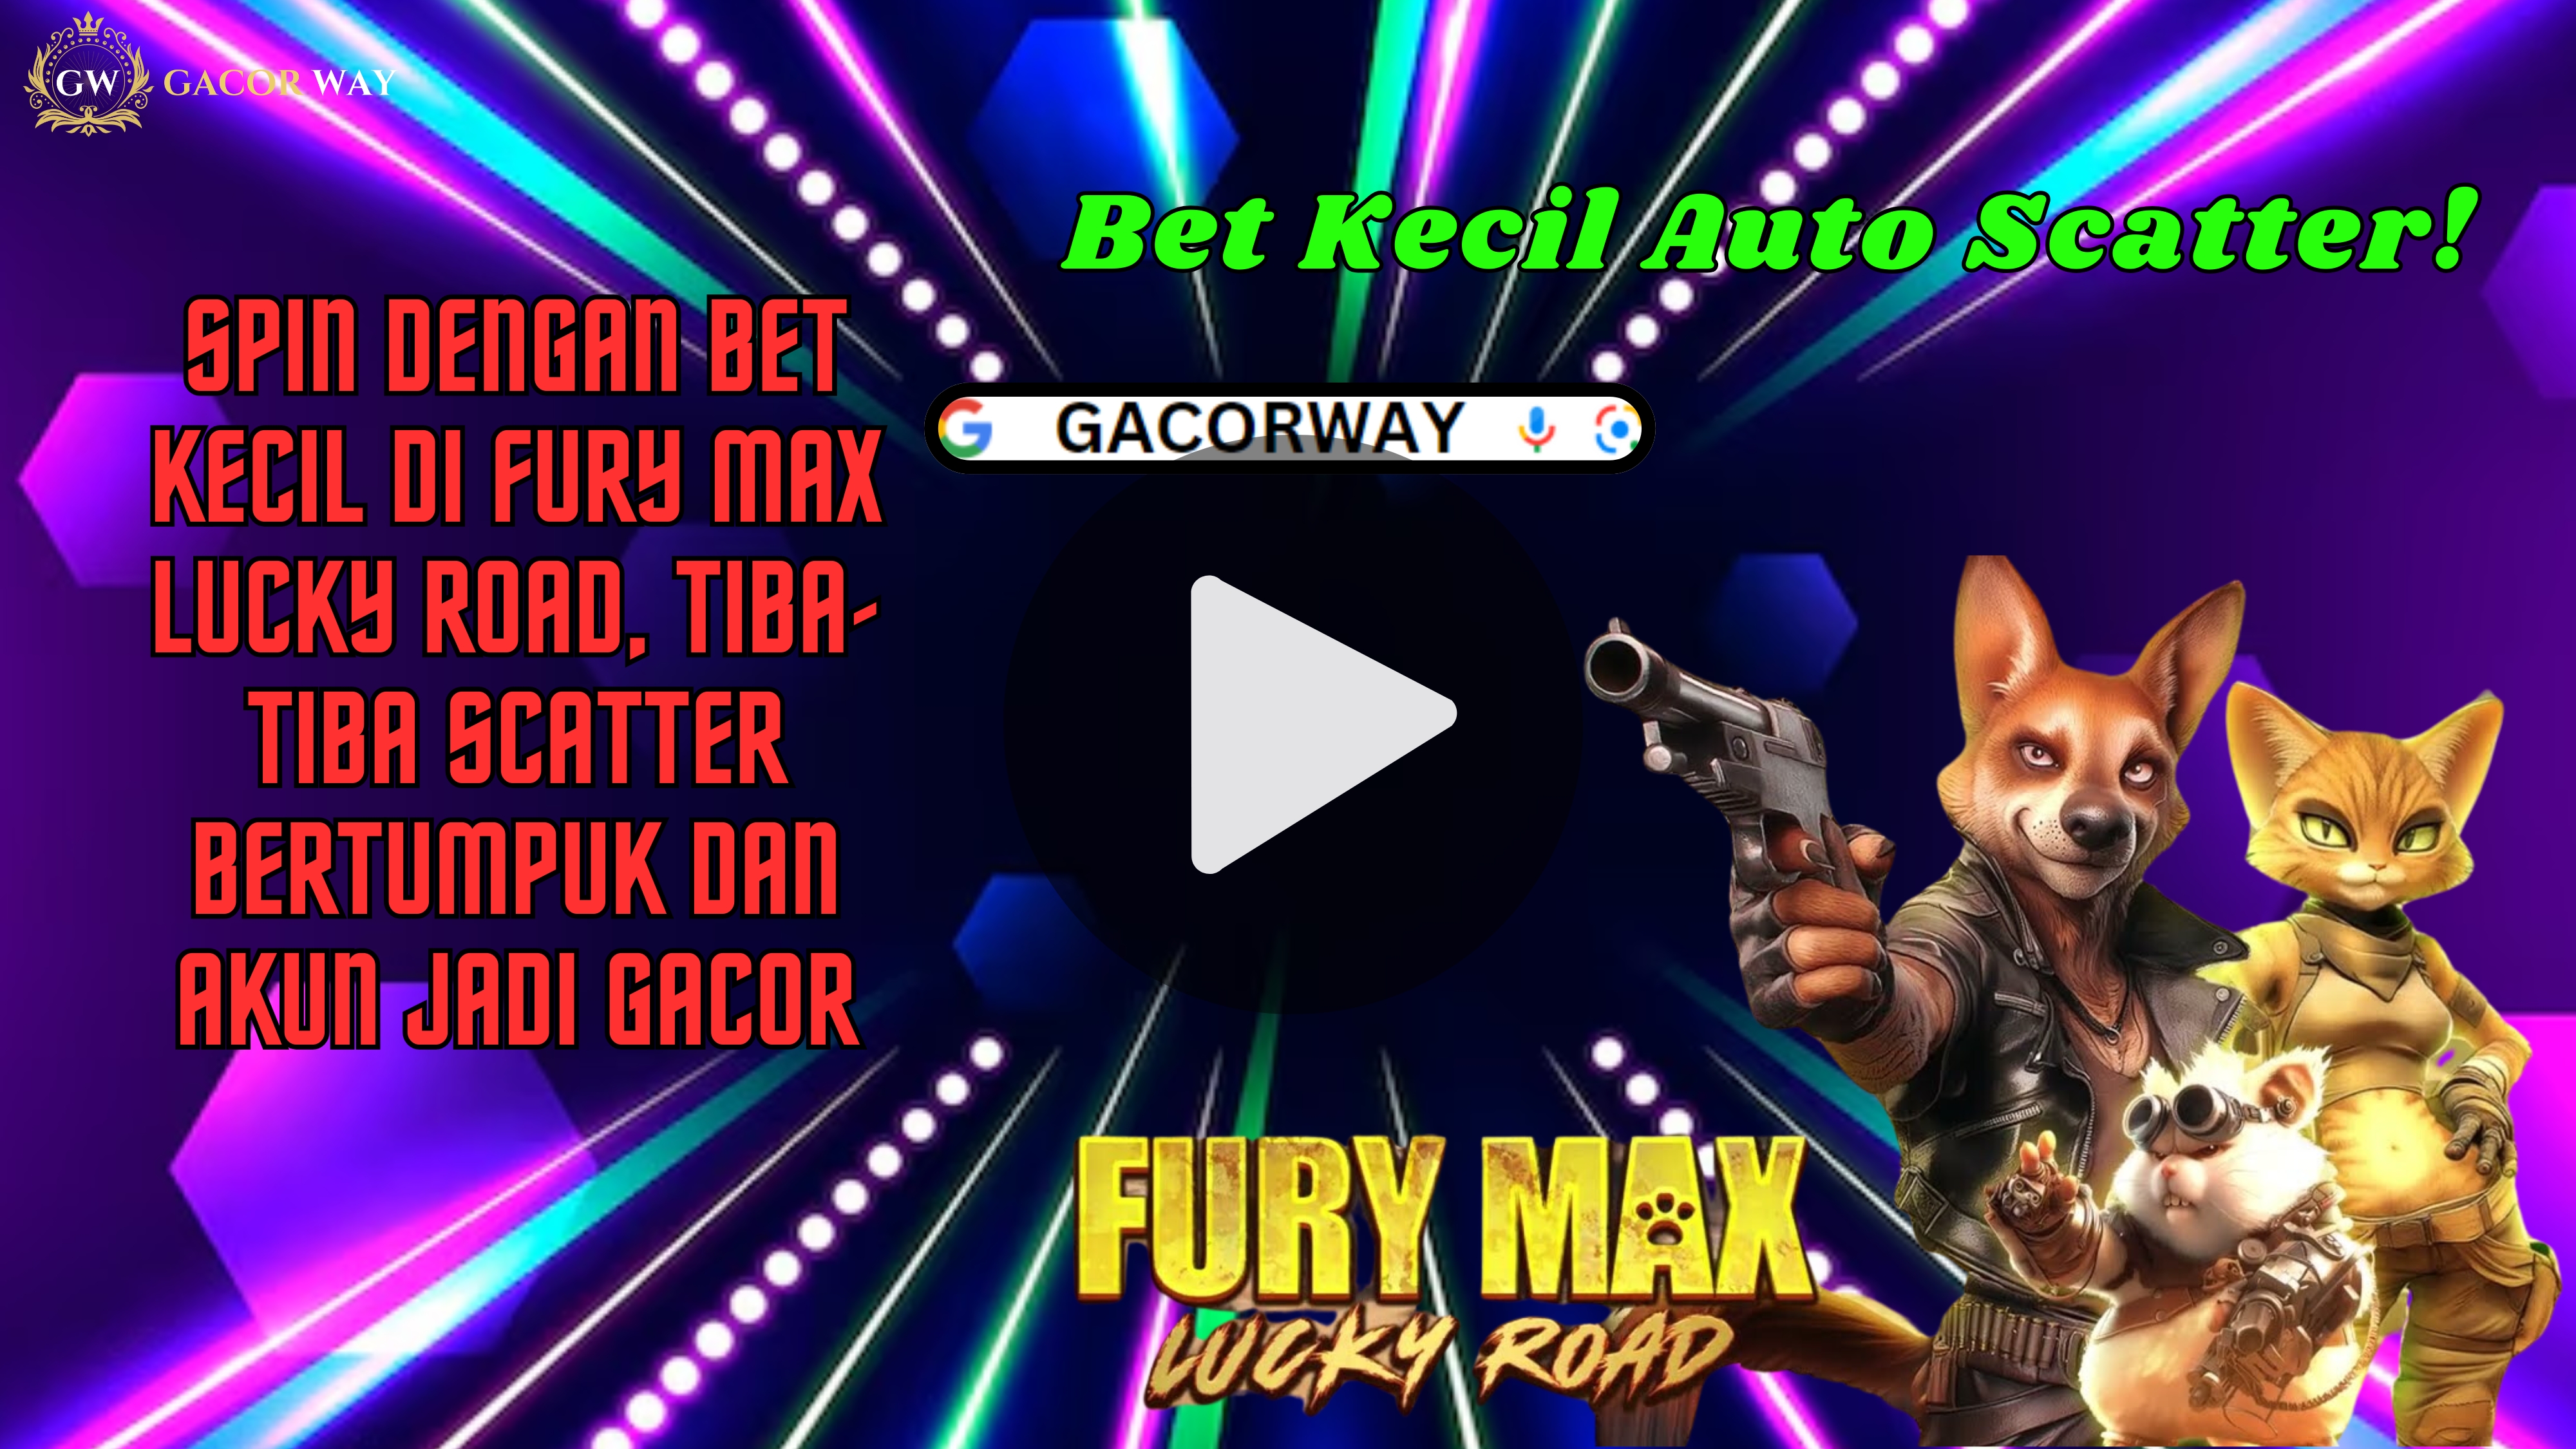 GW GACOR WAY
Bet Kecil Auto Scatter!
SPIN DENGAN BET
KECIL DI FURY MAX
LUCKY ROAD, TIBA-
TIBA SCATTER
BERTUMPUK DAN
AKUN JADI GACOR
G GACORWAY
FURY MAX
LUCKY ROAD